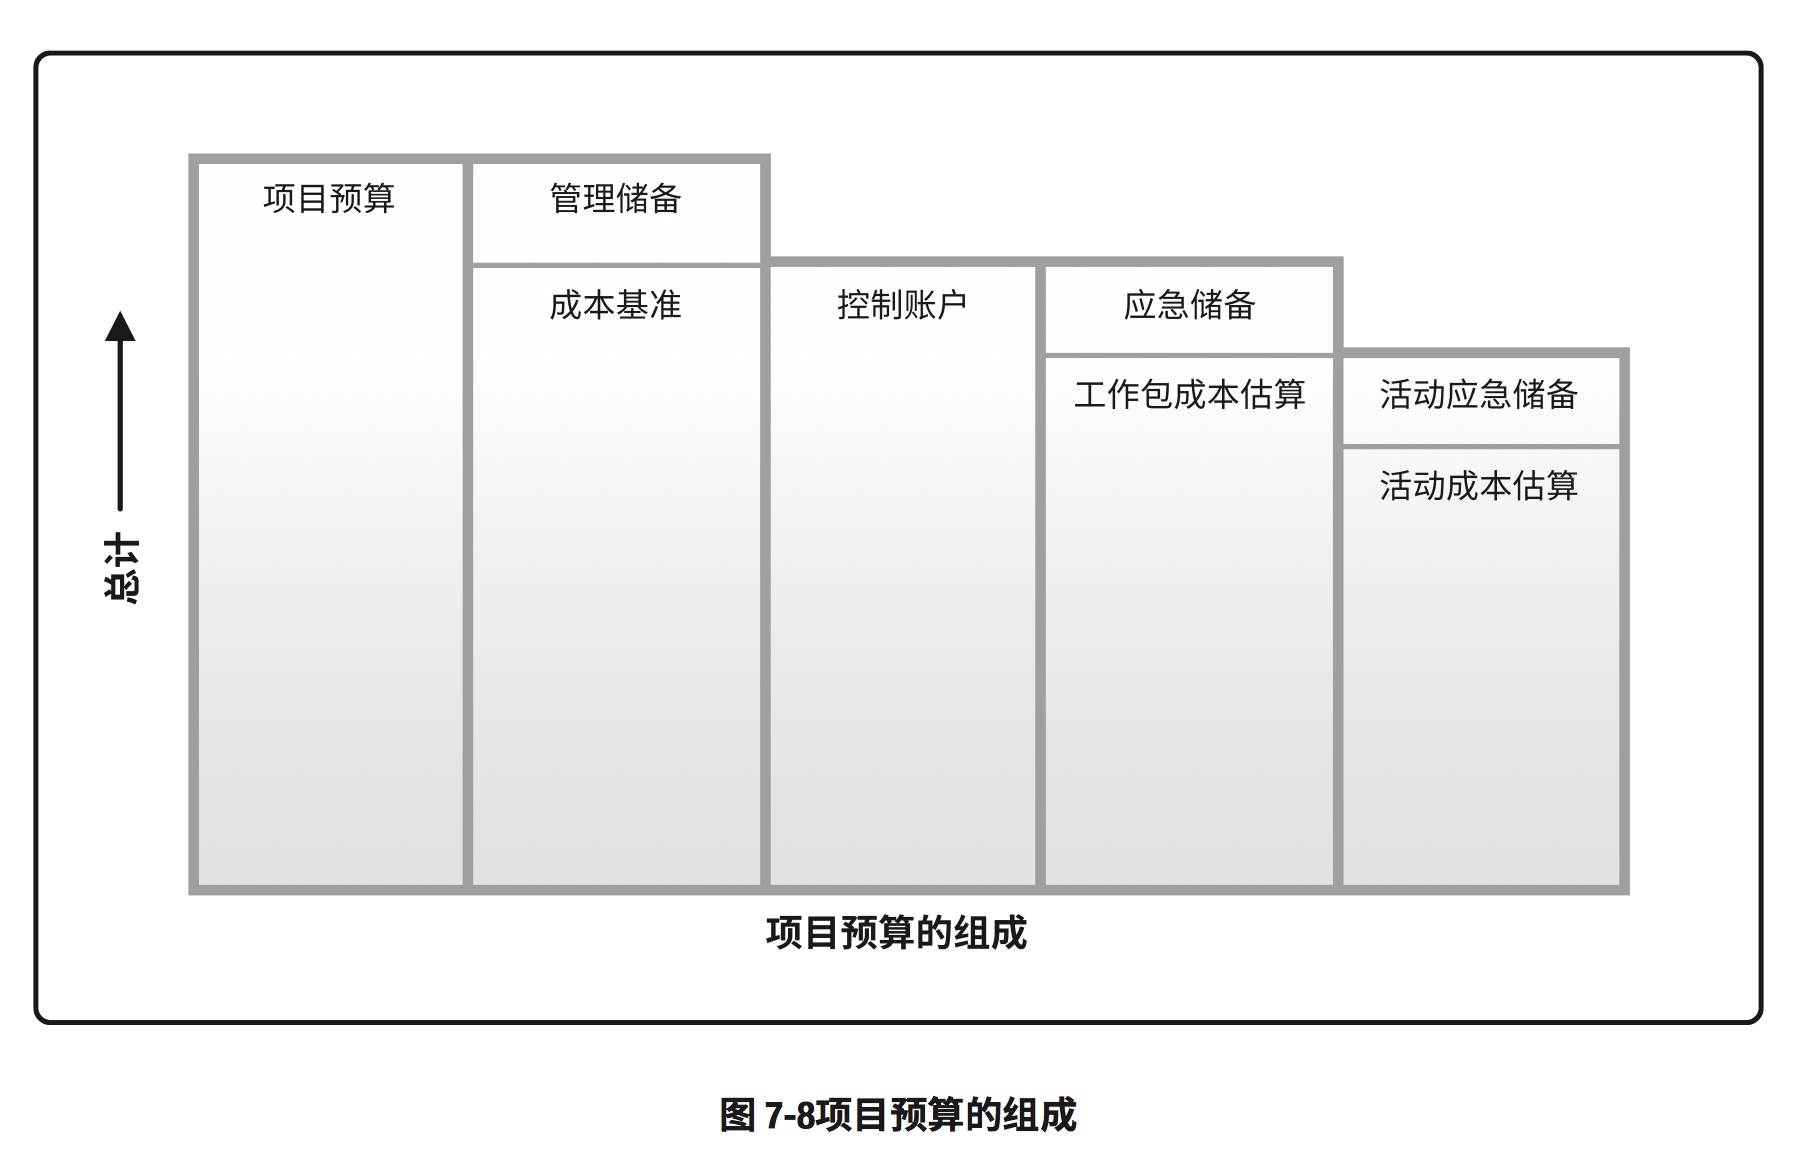 项目预算
管理储备
成本基准
控制账户
应急储备
工作包成本估算
活动应急储备
活动成本估算
总计
项目预算的组成
图 7-8项目预算的组成